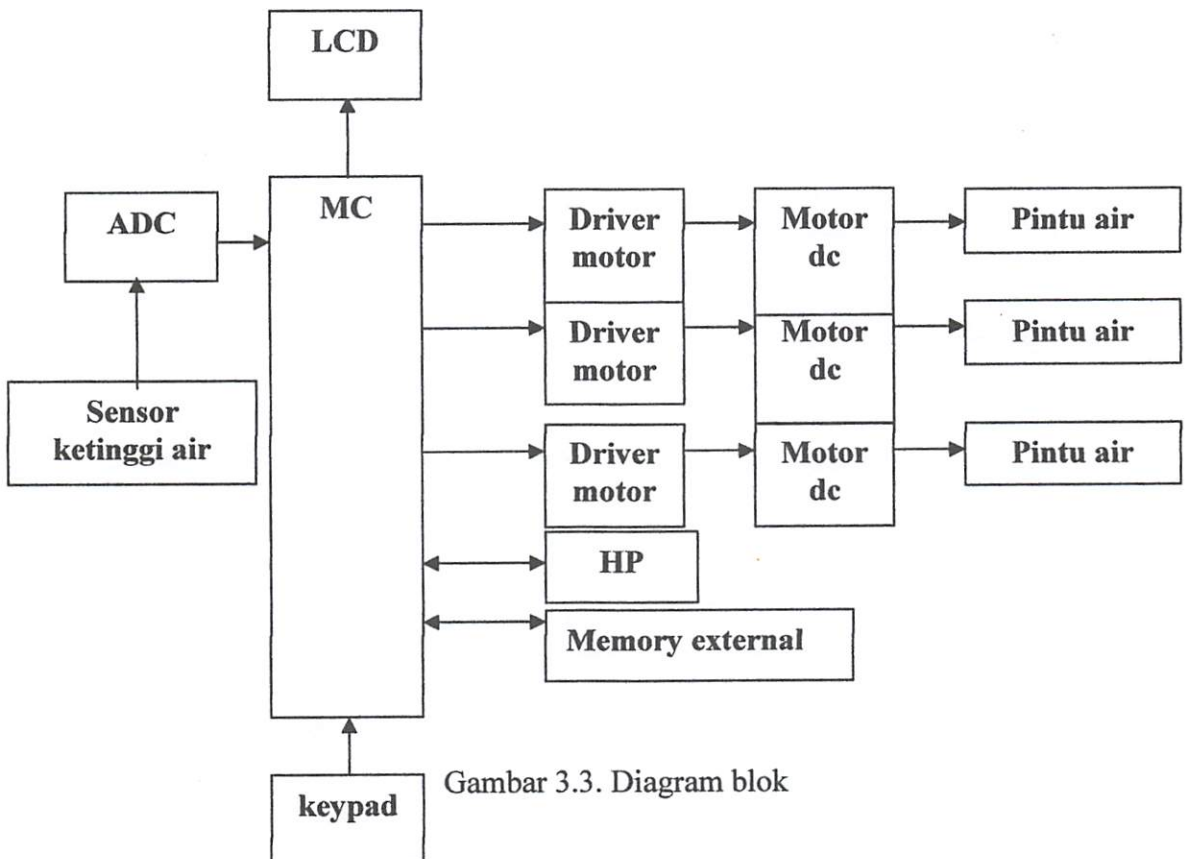 LCD
MC
ADC
Sensor
ketinggi air
Driver
motor
Motor
dc
Pintu air
Driver
motor
Motor
dc
Pintu air
Driver
motor
Motor
dc
Pintu air
HP
Memory external
keypad
Gambar 3.3. Diagram blok